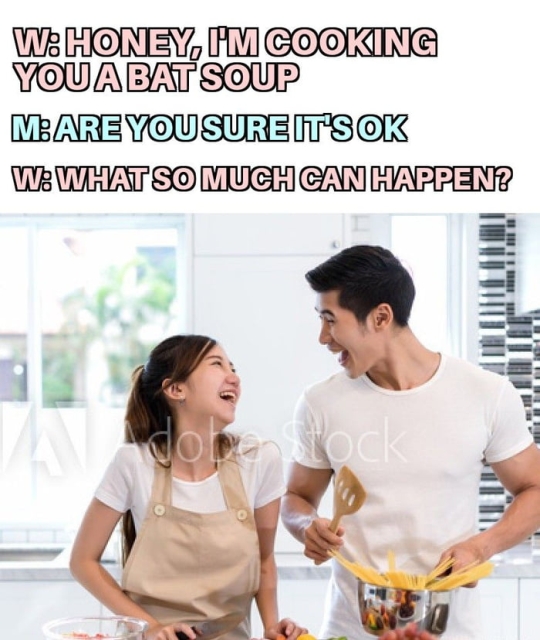 W: HONEY, I'M COOKING
YOU A BAT SOUP
M: ARE YOU SURE IT'S OK
W: WHAT SO MUCH CAN HAPPEN?
Adobe Stock